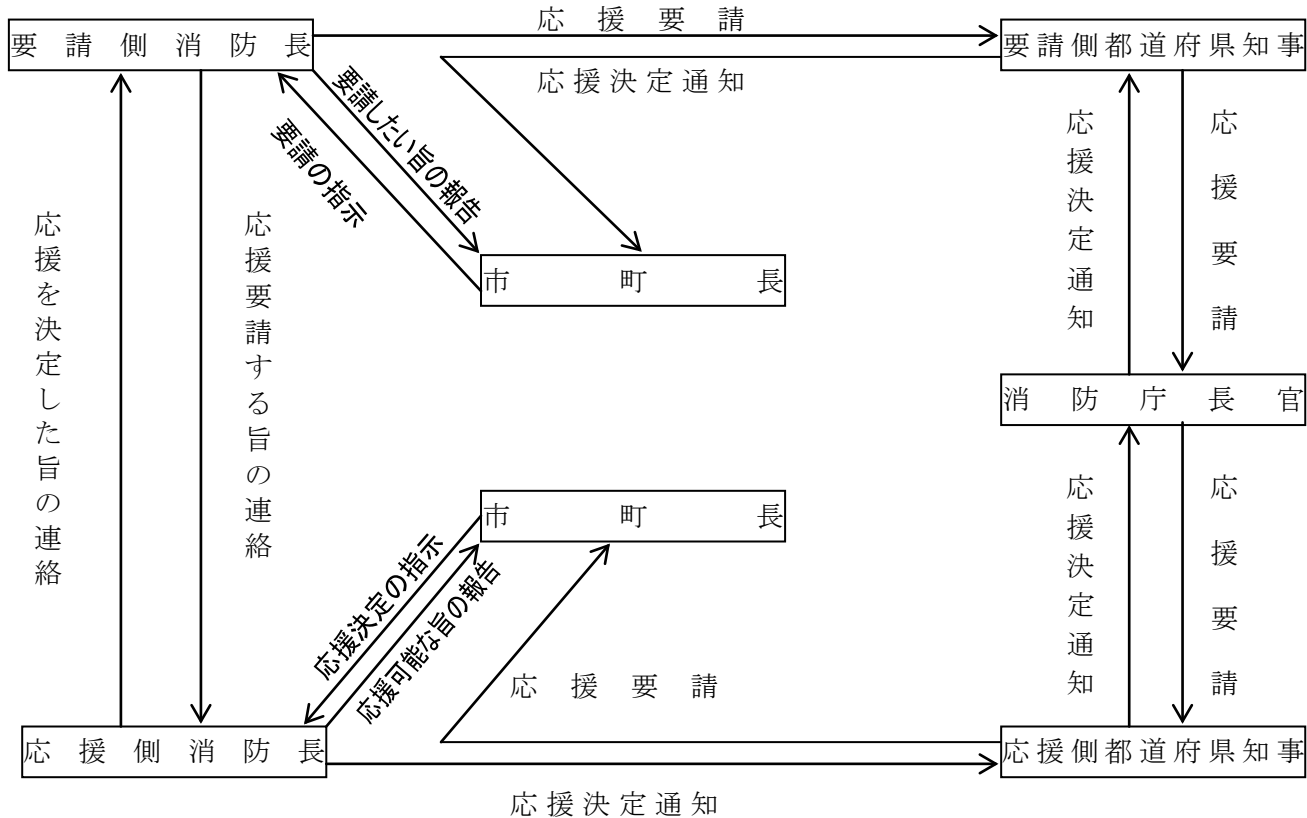 応援要請
要請側消防長
要請側都道府県知事
応援決定通知
要請したい旨の報告
要請の指示
応援決定通知
応援要請
応援を決定した旨の連絡
応援要請する旨の連絡
市町長
消防庁長官
市町長
応援決定の指示
応援可能な旨の報告
応援決定通知
応援要請
応援要請
応援側消防長
応援側都道府県知事
応援決定通知